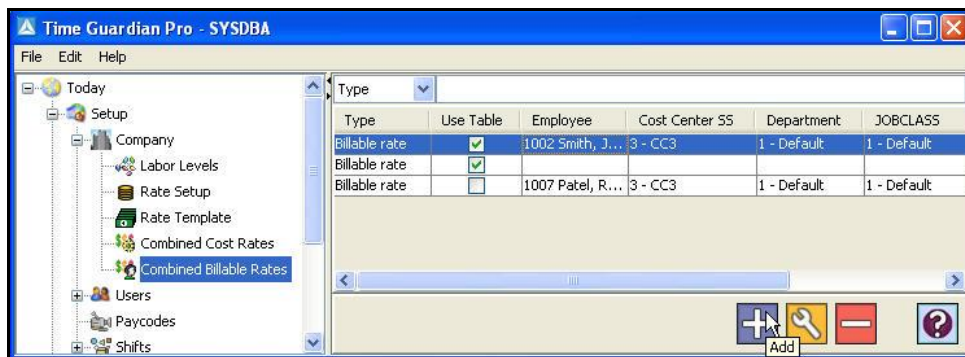 Time Guardian Pro - SYSDBA
File Edit Help
Today
Setup
Company
Labor Levels
Rate Setup
Rate Template
Combined Cost Rates
Combined Billable Rates
Users
Paycodes
Shifts
Type
Type Use Table Employee Cost Center SS Department JOBCLASS
Billable rate 1002 Smith, J... 3 - CC3 1 - Default 1 - Default
Billable rate
Billable rate 1007 Patel, R... 3 - CC3 1 - Default 1 - Default
Add